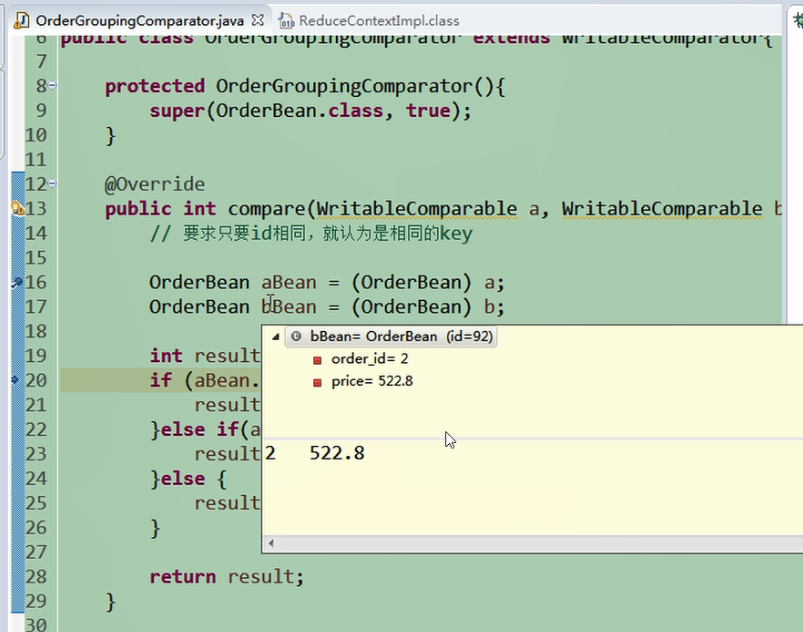 OrderGroupingComparator.java ReduceContextImpl.class
6 public class OrderGroupingComparator extends WritableComparator{
7
8 protected OrderGroupingComparator(){
9 super(OrderBean.class, true);
10 }
11
12 @Override
13 public int compare(WritableComparable a, WritableComparable b
14 // 要求只要id相同，就认为是相同的key
15
16 OrderBean aBean = (OrderBean) a;
17 OrderBean bBean = (OrderBean) b;
18
bBean= OrderBean (id=92)
19 int result
order_id= 2
20 if (aBean.
price= 522.8
21 result
22 }else if(a
23 result
2 522.8
24 }else {
25 result
26 }
27
28 return result;
29 }
30